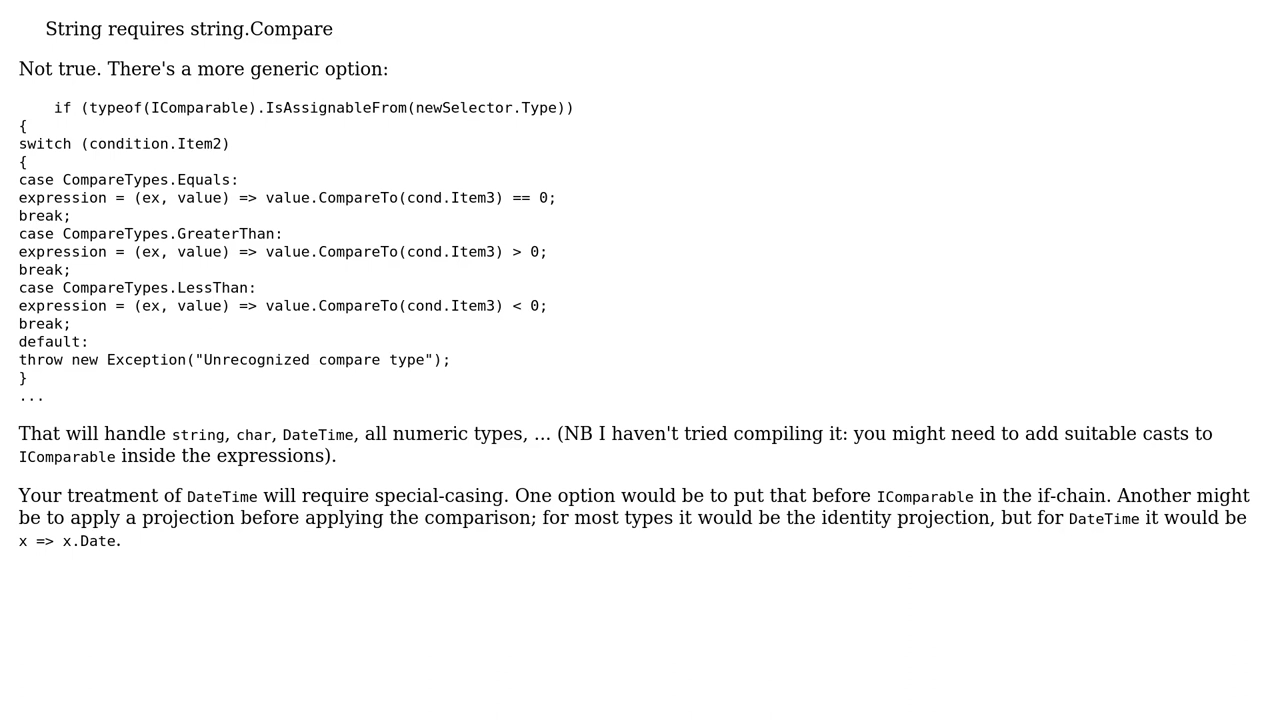 String requires string.Compare
Not true. There's a more generic option:
if (typeof(IComparable).IsAssignableFrom(newSelector.Type))
{
switch (condition.Item2)
{
case CompareTypes.Equals:
expression = (ex, value) => value.CompareTo(cond.Item3) == 0;
break;
case CompareTypes.GreaterThan:
expression = (ex, value) => value.CompareTo(cond.Item3) > 0;
break;
case CompareTypes.LessThan:
expression = (ex, value) => value.CompareTo(cond.Item3) < 0;
break;
default:
throw new Exception("Unrecognized compare type");
}
...
That will handle string, char, DateTime, all numeric types, ... (NB I haven't tried compiling it: you might need to add suitable casts to
IComparable inside the expressions).
Your treatment of DateTime will require special-casing. One option would be to put that before IComparable in the if-chain. Another might
be to apply a projection before applying the comparison; for most types it would be the identity projection, but for DateTime it would be
x => x.Date.